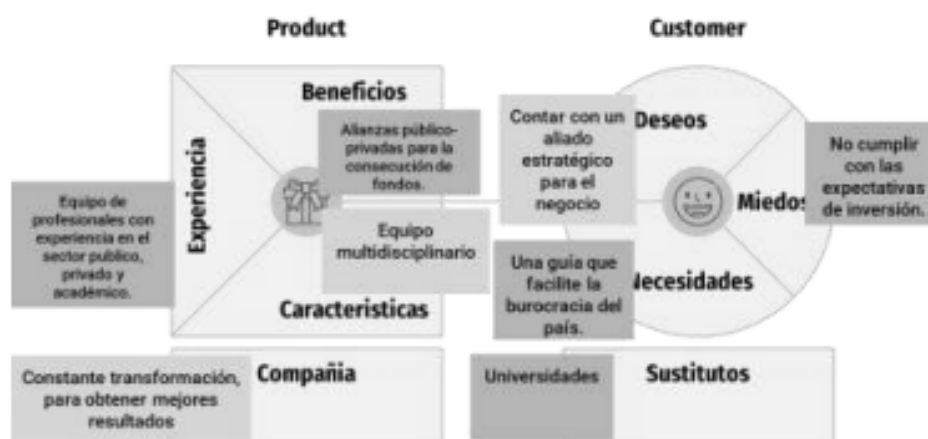 Product
Customer
Beneficios
Alianzas público-
privadas para la
consecución de
fondos.
Experiencia
Equipo de
profesionales con
experiencia en el
sector publico,
privado y
académico.
Equipo
multidisciplinario
Caracteristicas
Contar con un
aliado
estratégico
para el
negocio
Deseos
No cumplir
con las
expectativas
de inversión.
Miedos
Una guía que
facilite la
burocracia del
país.
Necesidades
Constante transformación,
para obtener mejores
resultados
Compañia
Universidades
Sustitutos